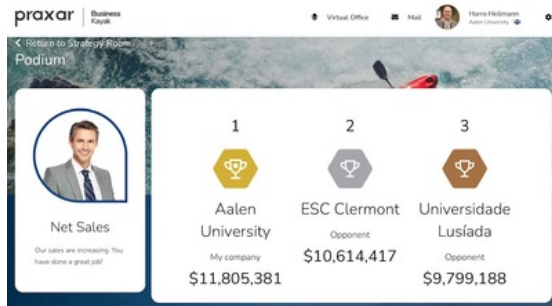 praxar Business
Kayak
Virtual Office
Mail
Harro Heilmann
Aalen University
Return to Strategy Room
Podium
Net Sales
Our sales are increasing. You
have done a great job!
1
Aalen
University
My company
$11,805,381
2
ESC Clermont
Opponent
$10,614,417
3
Universidade
Lusíada
Opponent
$9,799,188